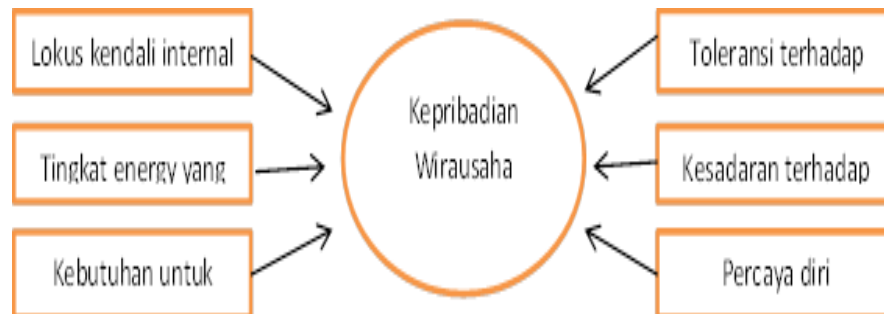 Lokus kendali internal
Tingkat energy yang
Kebutuhan untuk
Kepribadian
Wirausaha
Toleransi terhadap
Kesadaran terhadap
Percaya diri